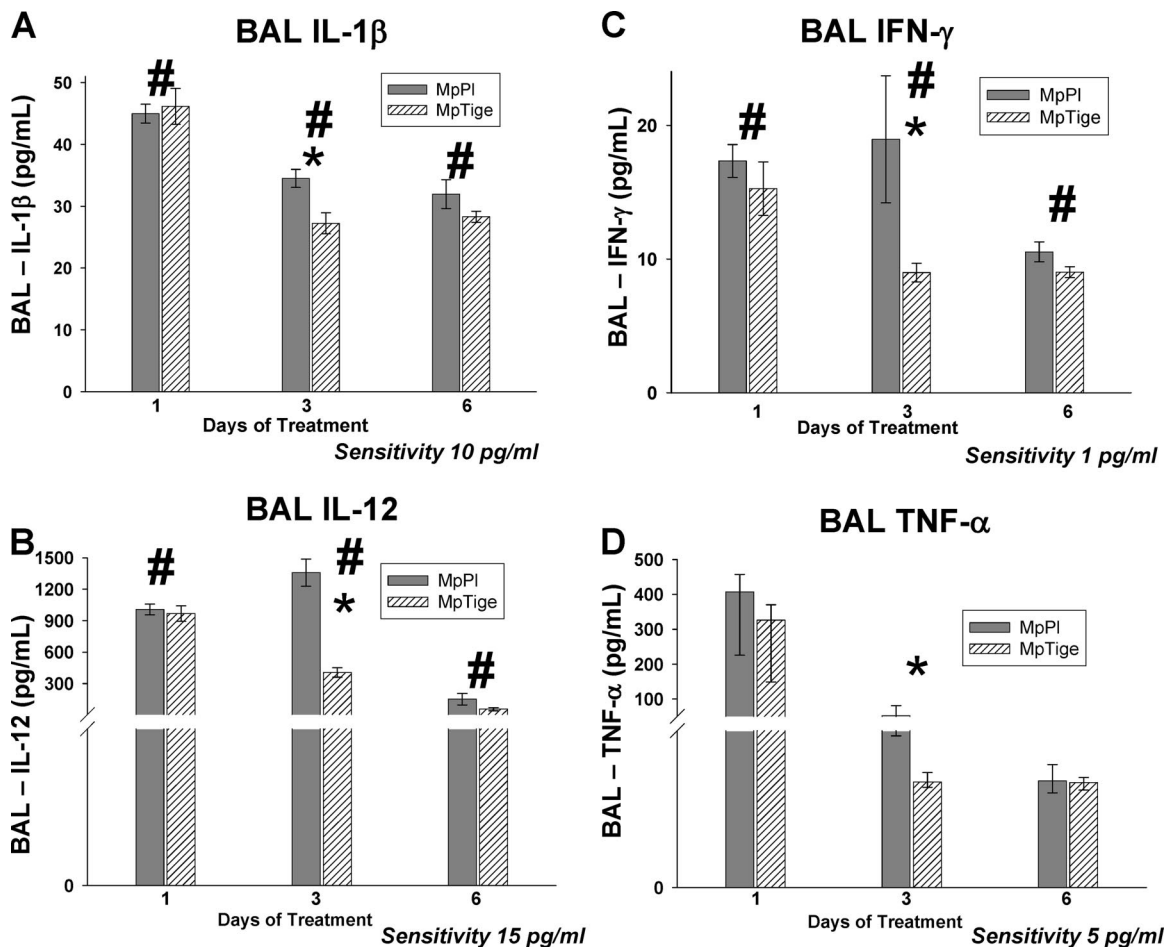 A
BAL IL-1β
BAL – IL-1β (pg/mL)
50
40
30
20
10
0
#
#
*
#
MpPl
MpTige
1 3 6
Days of Treatment
Sensitivity 10 pg/ml
C
BAL IFN-γ
BAL – IFN-γ (pg/mL)
20
10
0
#
#
*
#
MpPl
MpTige
1 3 6
Days of Treatment
Sensitivity 1 pg/ml
B
BAL IL-12
BAL – IL-12 (pg/mL)
1500
1200
900
600
300
0
#
#
*
#
MpPl
MpTige
1 3 6
Days of Treatment
Sensitivity 15 pg/ml
D
BAL TNF-α
BAL – TNF-α (pg/mL)
500
400
300
200
100
0
*
MpPl
MpTige
1 3 6
Days of Treatment
Sensitivity 5 pg/ml